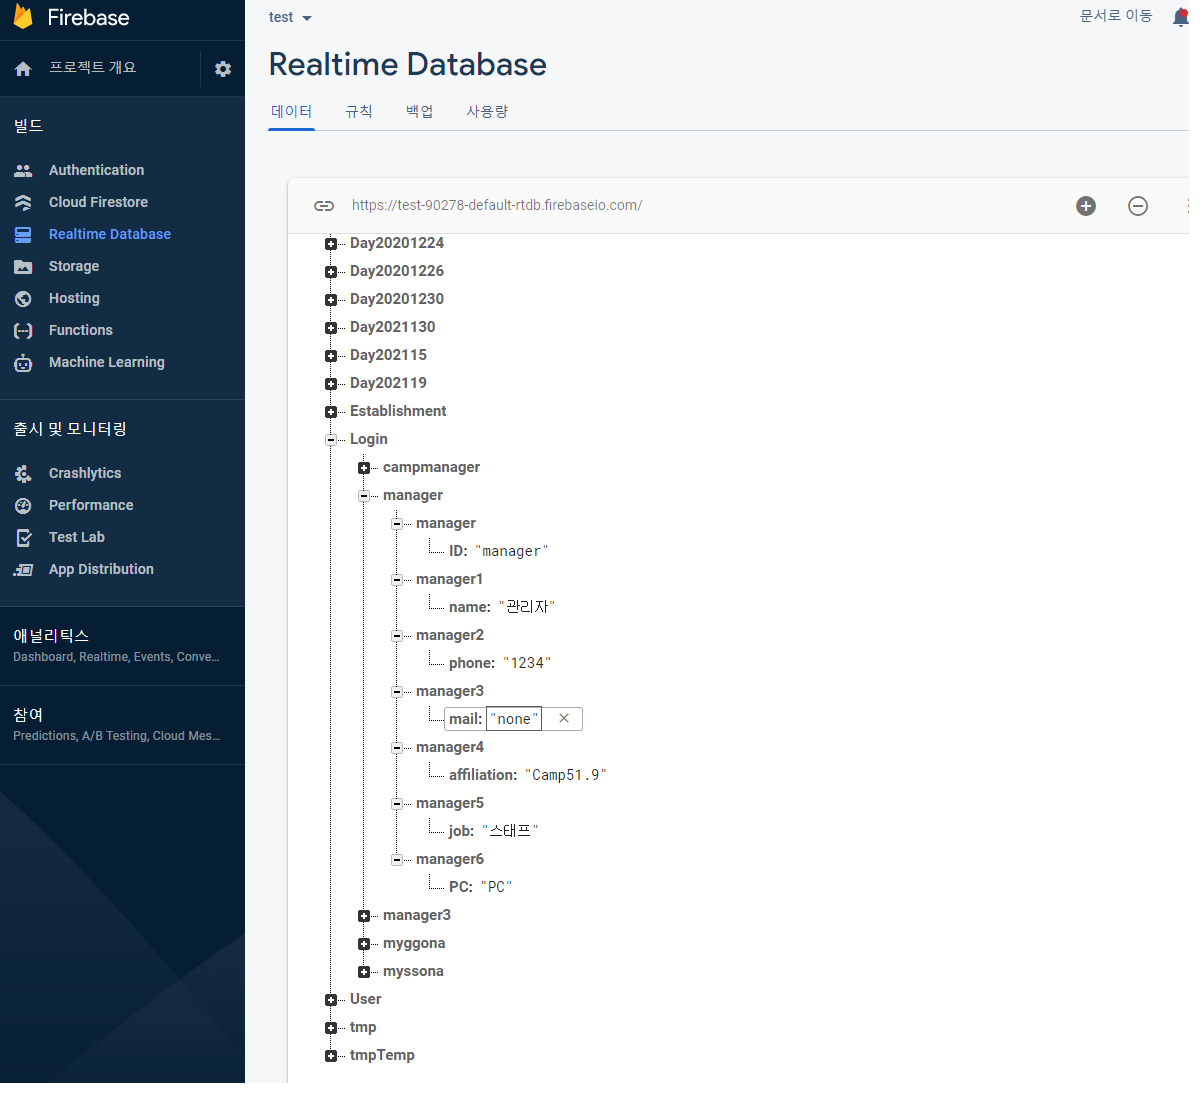 Firebase
프로젝트 개요
빌드
Authentication
Cloud Firestore
Realtime Database
Storage
Hosting
Functions
Machine Learning
출시 및 모니터링
Crashlytics
Performance
Test Lab
App Distribution
애널리틱스
Dashboard, Realtime, Events, Conve...
참여
Predictions, A/B Testing, Cloud Mes...
test
문서로 이동
Realtime Database
데이터 규칙 백업 사용량
https://test-90278-default-rtdb.firebaseio.com/
Day20201224
Day20201226
Day20201230
Day2021130
Day202115
Day202119
Establishment
Login
campmanager
manager
manager
ID: "manager"
manager1
name: "관리자"
manager2
phone: "1234"
manager3
mail: "none" ×
manager4
affiliation: "Camp51.9"
manager5
job: "스태프"
manager6
PC: "PC"
manager3
myggona
myssona
User
tmp
tmpTemp